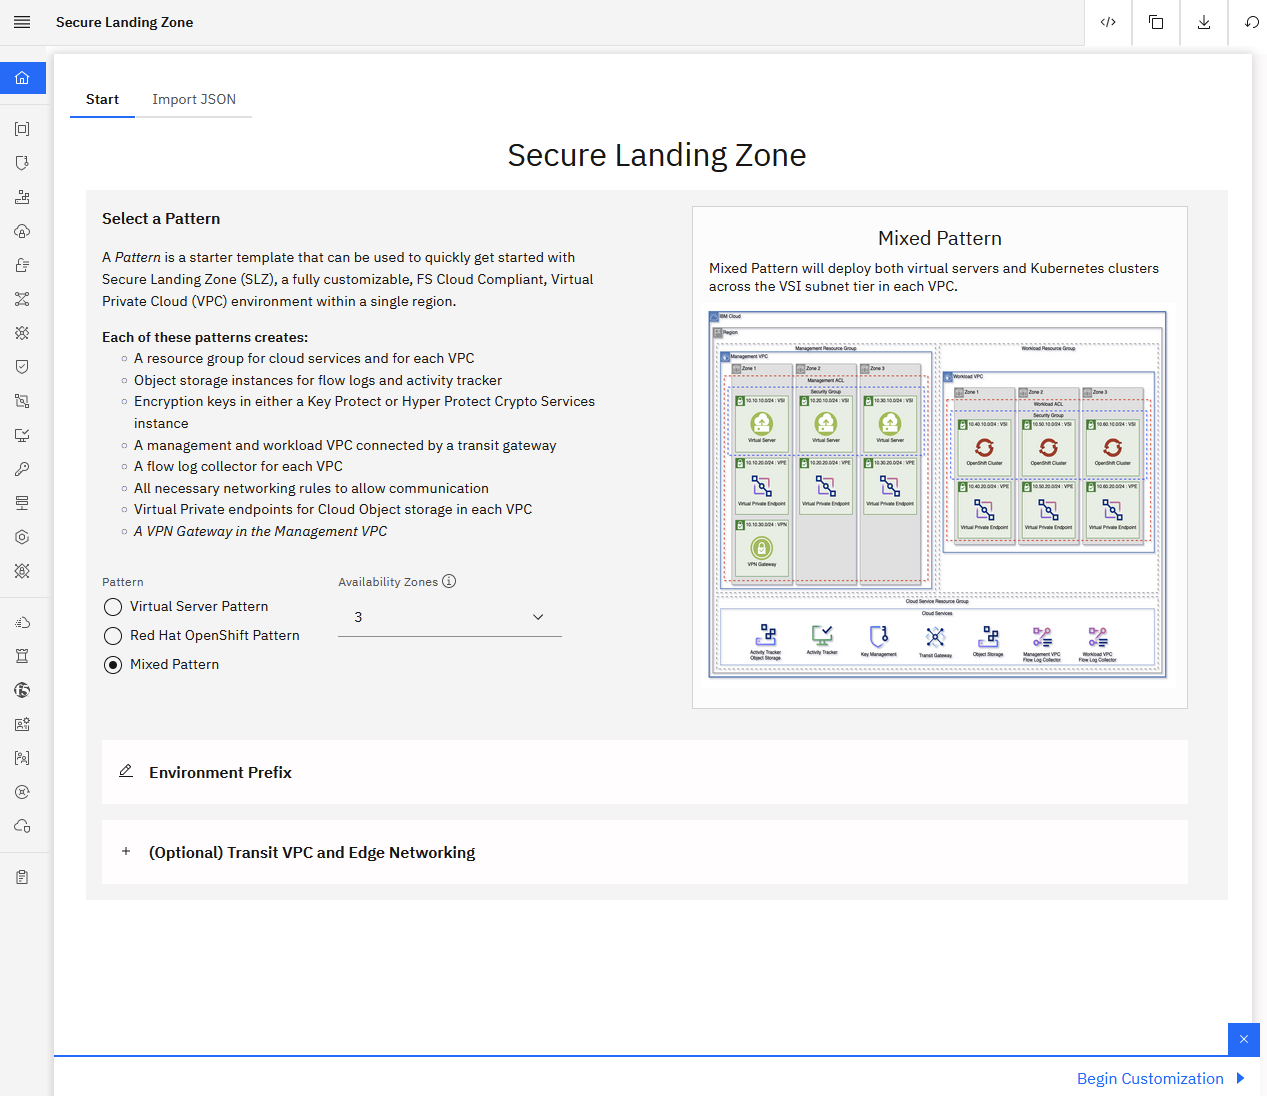 Secure Landing Zone
Start
Import JSON
Secure Landing Zone
Select a Pattern
A Pattern is a starter template that can be used to quickly get started with
Secure Landing Zone (SLZ), a fully customizable, FS Cloud Compliant, Virtual
Private Cloud (VPC) environment within a single region.
Each of these patterns creates:
A resource group for cloud services and for each VPC
Object storage instances for flow logs and activity tracker
Encryption keys in either a Key Protect or Hyper Protect Crypto Services
instance
A management and workload VPC connected by a transit gateway
A flow log collector for each VPC
All necessary networking rules to allow communication
Virtual Private endpoints for Cloud Object storage in each VPC
A VPN Gateway in the Management VPC
Pattern
Virtual Server Pattern
Red Hat OpenShift Pattern
Mixed Pattern
Availability Zones
3
Mixed Pattern
Mixed Pattern will deploy both virtual servers and Kubernetes clusters
across the VSI subnet tier in each VPC.
IBM Cloud
Region
Management Resource Group
Workload Resource Group
Management VPC
Zone 1
Zone 2
Zone 3
Management ACL
Security Group
10.10.10.0/24 : VSI
10.20.10.0/24 : VSI
10.30.10.0/24 : VSI
Virtual Server
Virtual Server
Virtual Server
10.10.20.0/24 : VPE
10.20.20.0/24 : VPE
10.30.20.0/24 : VPE
Virtual Private Endpoint
Virtual Private Endpoint
Virtual Private Endpoint
10.10.30.0/24 : VPN
VPN Gateway
Workload VPC
Zone 1
Zone 2
Zone 3
Workload ACL
Security Group
10.40.10.0/24 : VSI
10.50.10.0/24 : VSI
10.60.10.0/24 : VSI
OpenShift Cluster
OpenShift Cluster
OpenShift Cluster
10.40.20.0/24 : VPE
10.50.20.0/24 : VPE
10.60.20.0/24 : VPE
Virtual Private Endpoint
Virtual Private Endpoint
Virtual Private Endpoint
Cloud Service Resource Group
Cloud Services
Activity Tracker
Object Storage
Activity Tracker
Key Management
Transit Gateway
Object Storage
Management VPC
Flow Log Collector
Workload VPC
Flow Log Collector
Environment Prefix
(Optional) Transit VPC and Edge Networking
Begin Customization